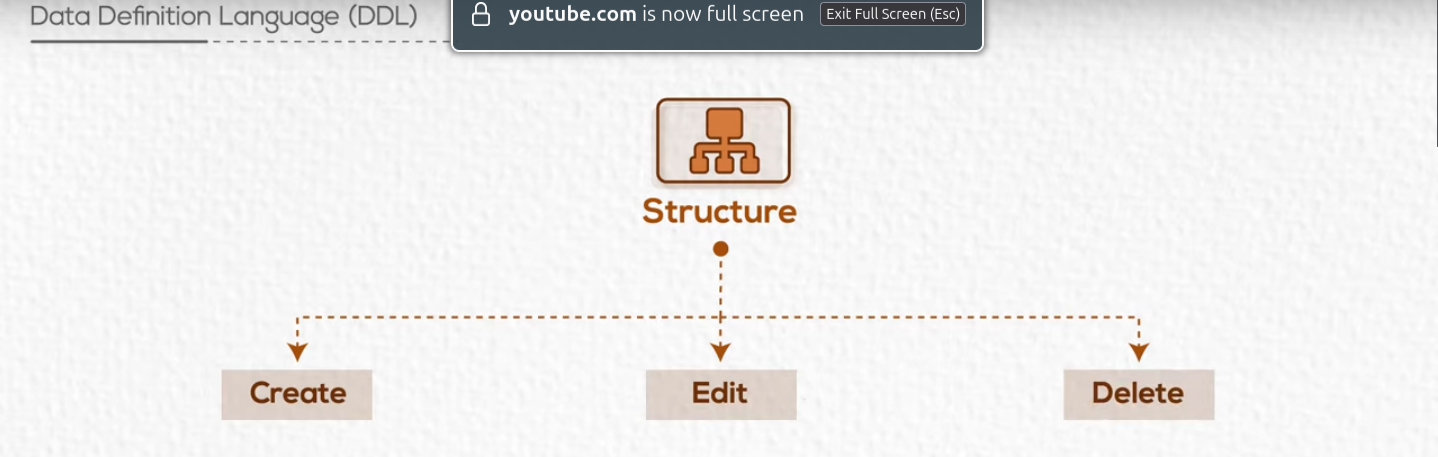 Data Definition Language (DDL)
youtube.com is now full screen Exit Full Screen (Esc)
Structure
Create Edit Delete